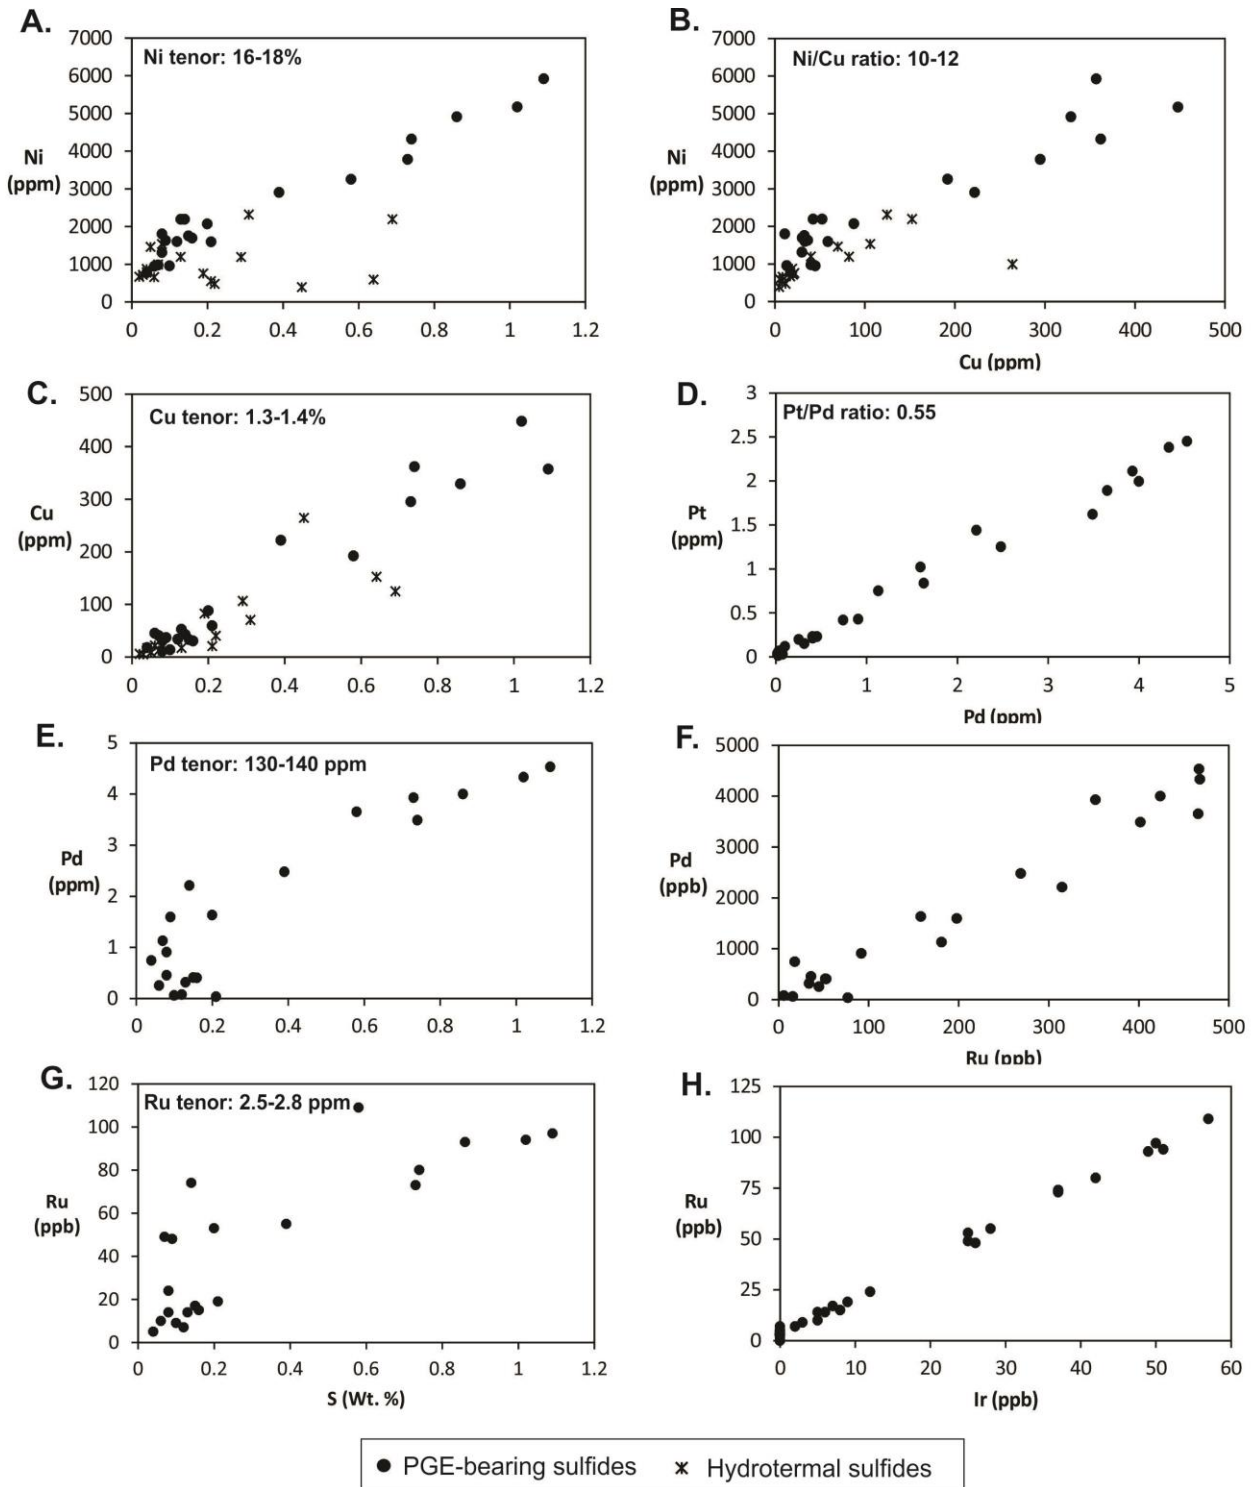 A.
Ni tenor: 16-18%
7000
6000
5000
4000
3000
2000
1000
0
Ni
(ppm)
0 0.2 0.4 0.6 0.8 1 1.2
B.
Ni/Cu ratio: 10-12
7000
6000
5000
4000
3000
2000
1000
0
Ni
(ppm)
0 100 200 300 400 500
Cu (ppm)
C.
Cu tenor: 1.3-1.4%
500
400
300
200
100
0
Cu
(ppm)
0 0.2 0.4 0.6 0.8 1 1.2
D.
Pt/Pd ratio: 0.55
3
2.5
2
1.5
1
0.5
0
Pt
(ppm)
0 1 2 3 4 5
Pd (ppm)
E.
Pd tenor: 130-140 ppm
5
4
3
2
1
0
Pd
(ppm)
0 0.2 0.4 0.6 0.8 1 1.2
F.
5000
4000
3000
2000
1000
0
Pd
(ppb)
0 100 200 300 400 500
Ru (ppb)
G.
Ru tenor: 2.5-2.8 ppm
120
100
80
60
40
20
0
Ru
(ppb)
0 0.2 0.4 0.6 0.8 1 1.2
S (Wt. %)
H.
125
100
75
50
25
0
Ru
(ppb)
0 10 20 30 40 50 60
Ir (ppb)
PGE-bearing sulfides
Hydrotermal sulfides